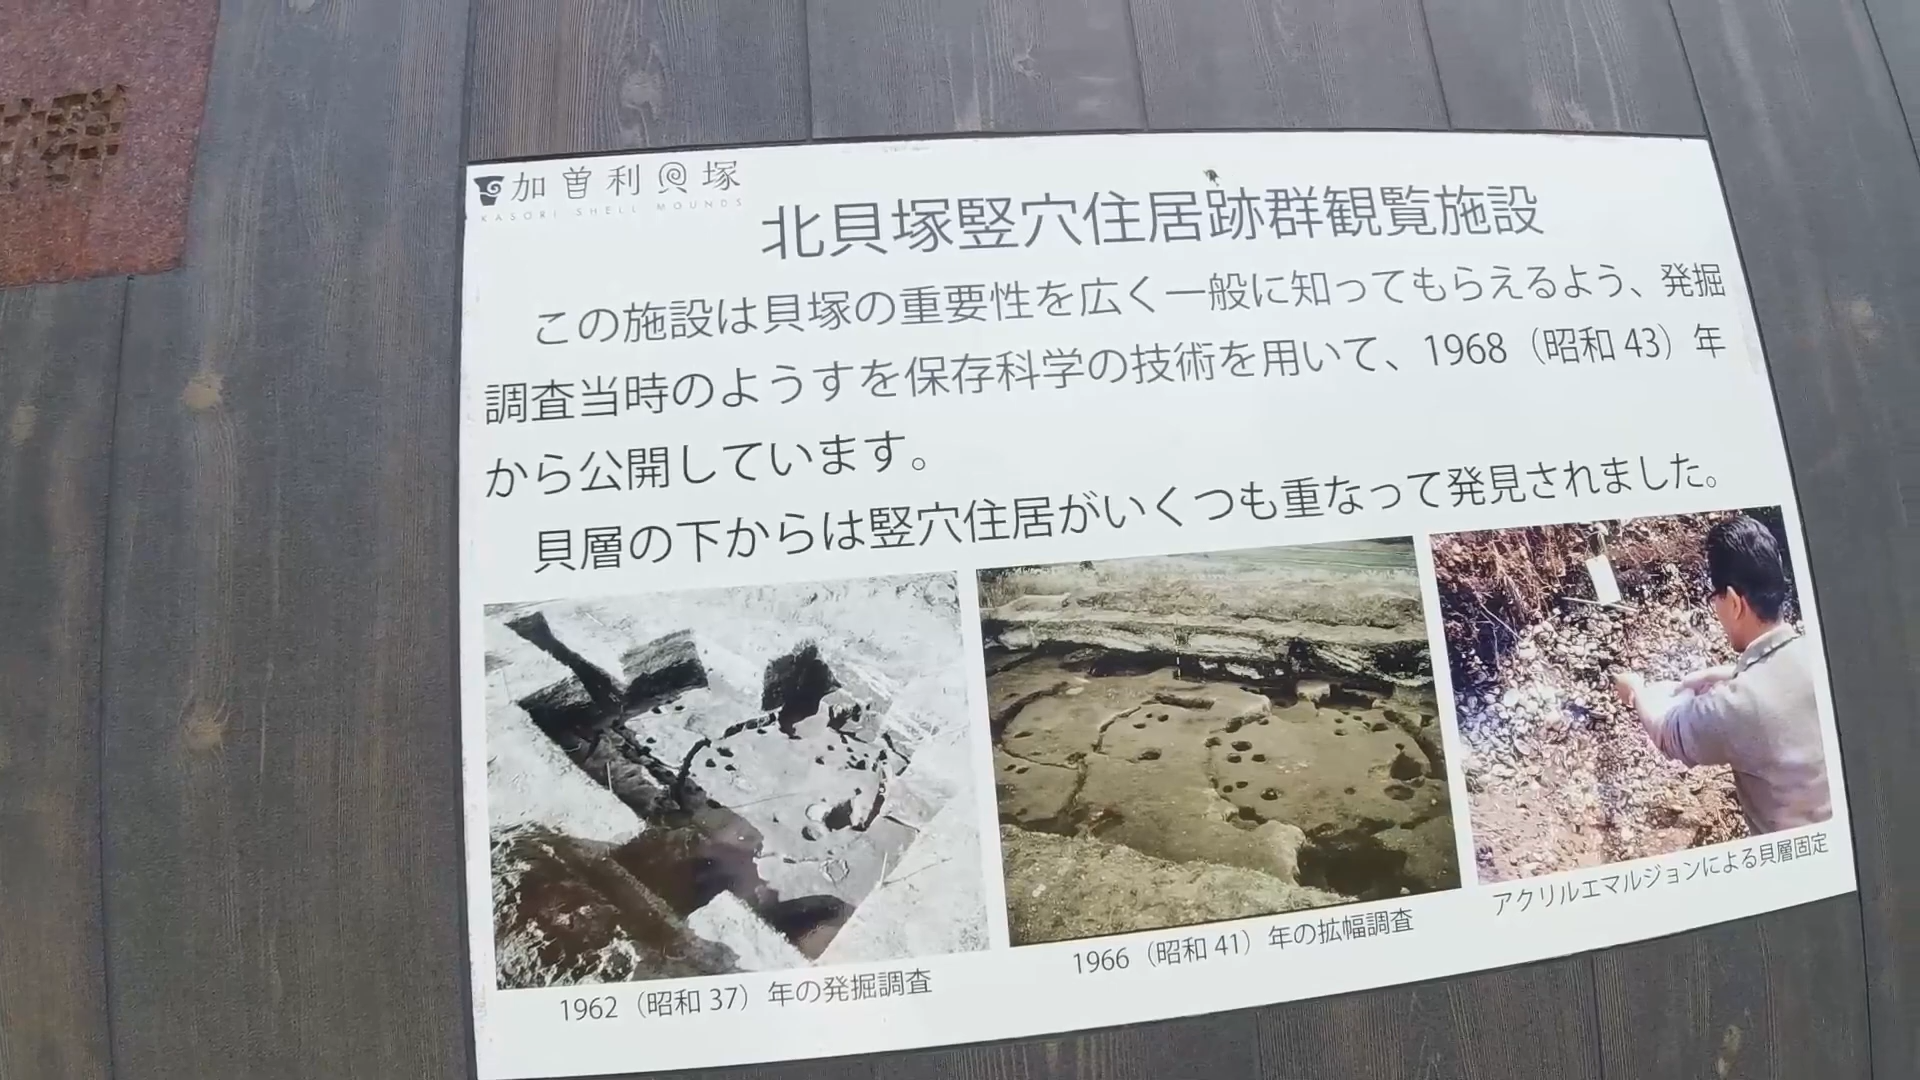 加曽利貝塚
KASORI SHELL MOUNDS
北貝塚竪穴住居跡群観覧施設
この施設は貝塚の重要性を広く一般に知ってもらえるよう、発掘
調査当時のようすを保存科学の技術を用いて、1968（昭和 43）年
から公開しています。
貝層の下からは竪穴住居がいくつも重なって発見されました。
1962（昭和 37）年の発掘調査
1966（昭和 41）年の拡幅調査
アクリルエマルジョンによる貝層固定